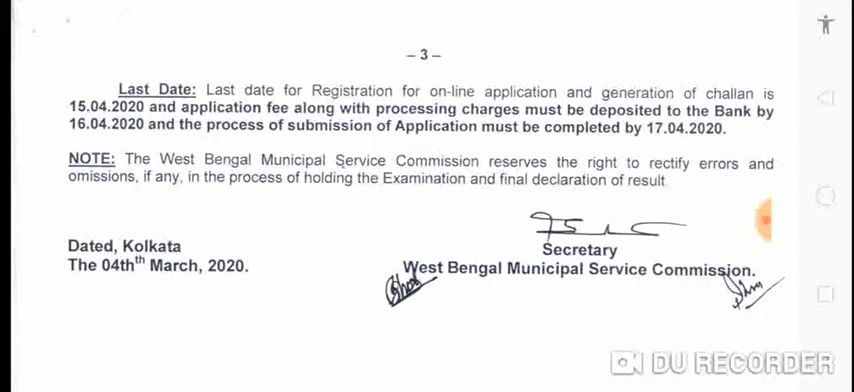 – 3 –
Last Date: Last date for Registration for on-line application and generation of challan is
15.04.2020 and application fee along with processing charges must be deposited to the Bank by
16.04.2020 and the process of submission of Application must be completed by 17.04.2020.
NOTE: The West Bengal Municipal Service Commission reserves the right to rectify errors and
omissions, if any, in the process of holding the Examination and final declaration of result
Secretary
West Bengal Municipal Service Commission.
Dated, Kolkata
The 04thth March, 2020.
DU RECORDER